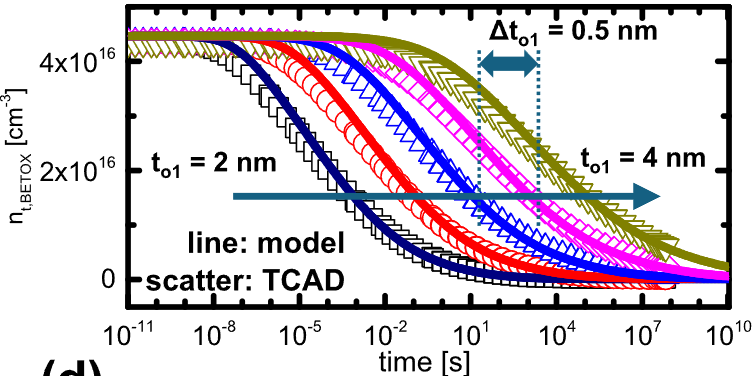 Δt_o1 = 0.5 nm
4x10^16
t_o1 = 2 nm
t_o1 = 4 nm
2x10^16
n_t,BETOX [cm^-3]
line: model
scatter: TCAD
0
10^-11 10^-8 10^-5 10^-2 10^1 10^4 10^7 10^10
time [s]
(d)